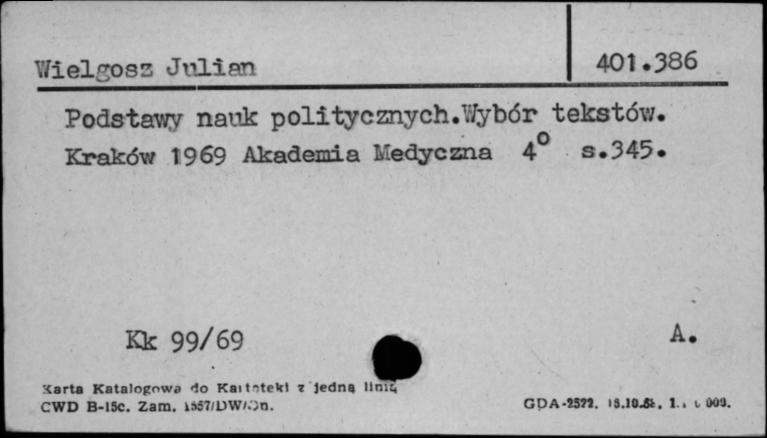 Wielgosz Julian 401.386
Podstawy nauk politycznych.Wybór tekstów.
Kraków 1969 Akademia Medyczna 4° s.345.
Kk 99/69 A.
Karta Katalogowa do Kartoteki z jedną linią
CWD B-15c. Zam. GDA-2522.